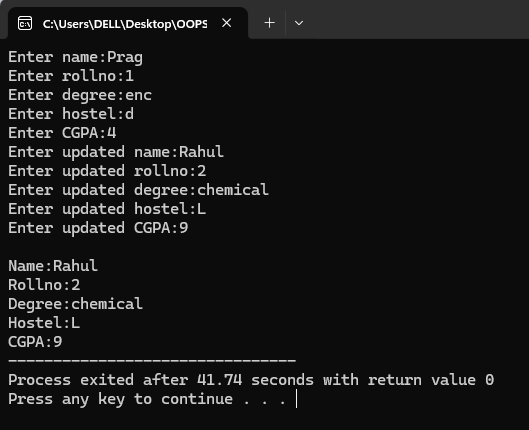 C:\Users\DELL\Desktop\OOPS
Enter name:Prag
Enter rollno:1
Enter degree:enc
Enter hostel:d
Enter CGPA:4
Enter updated name:Rahul
Enter updated rollno:2
Enter updated degree:chemical
Enter updated hostel:L
Enter updated CGPA:9

Name:Rahul
Rollno:2
Degree:chemical
Hostel:L
CGPA:9
--------------------------------
Process exited after 41.74 seconds with return value 0
Press any key to continue . . .